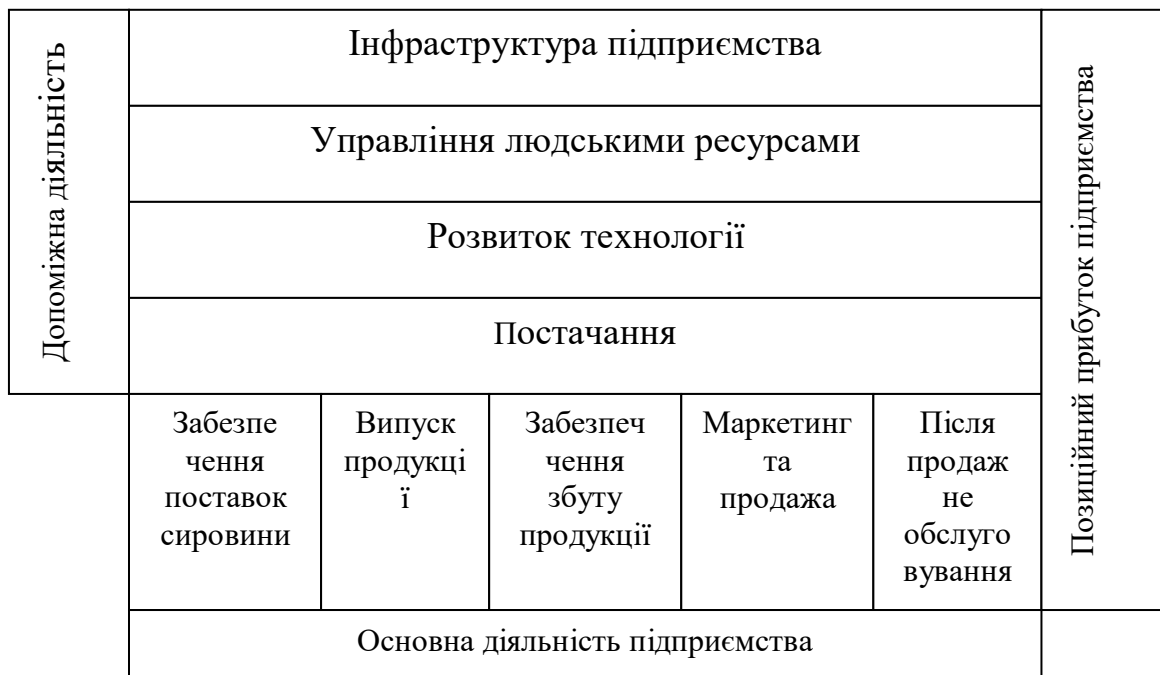 Допоміжна діяльність
Інфраструктура підприємства
Управління людськими ресурсами
Розвиток технології
Постачання
Забезпе
чення
поставок
сировини
Випуск
продукці
ї
Забезпеч
чення
збуту
продукції
Маркетинг
та
продажа
Після
продаж
не
обслуго
вування
Позиційний прибуток підприємства
Основна діяльність підприємства